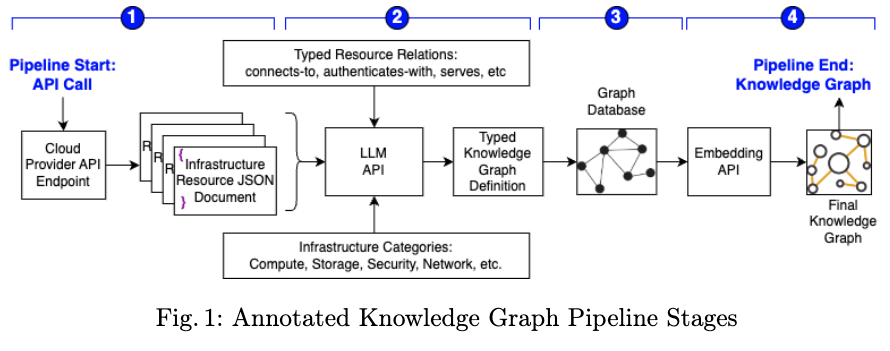 1
2
3
4
Pipeline Start:
API Call
Typed Resource Relations:
connects-to, authenticates-with, serves, etc
Pipeline End:
Knowledge Graph
Graph
Database
Cloud
Provider API
Endpoint
R
R
R
{
Infrastructure
Resource JSON
Document
}
LLM
API
Typed
Knowledge
Graph
Definition
Embedding
API
Final
Knowledge
Graph
Infrastructure Categories:
Compute, Storage, Security, Network, etc.
Fig. 1: Annotated Knowledge Graph Pipeline Stages